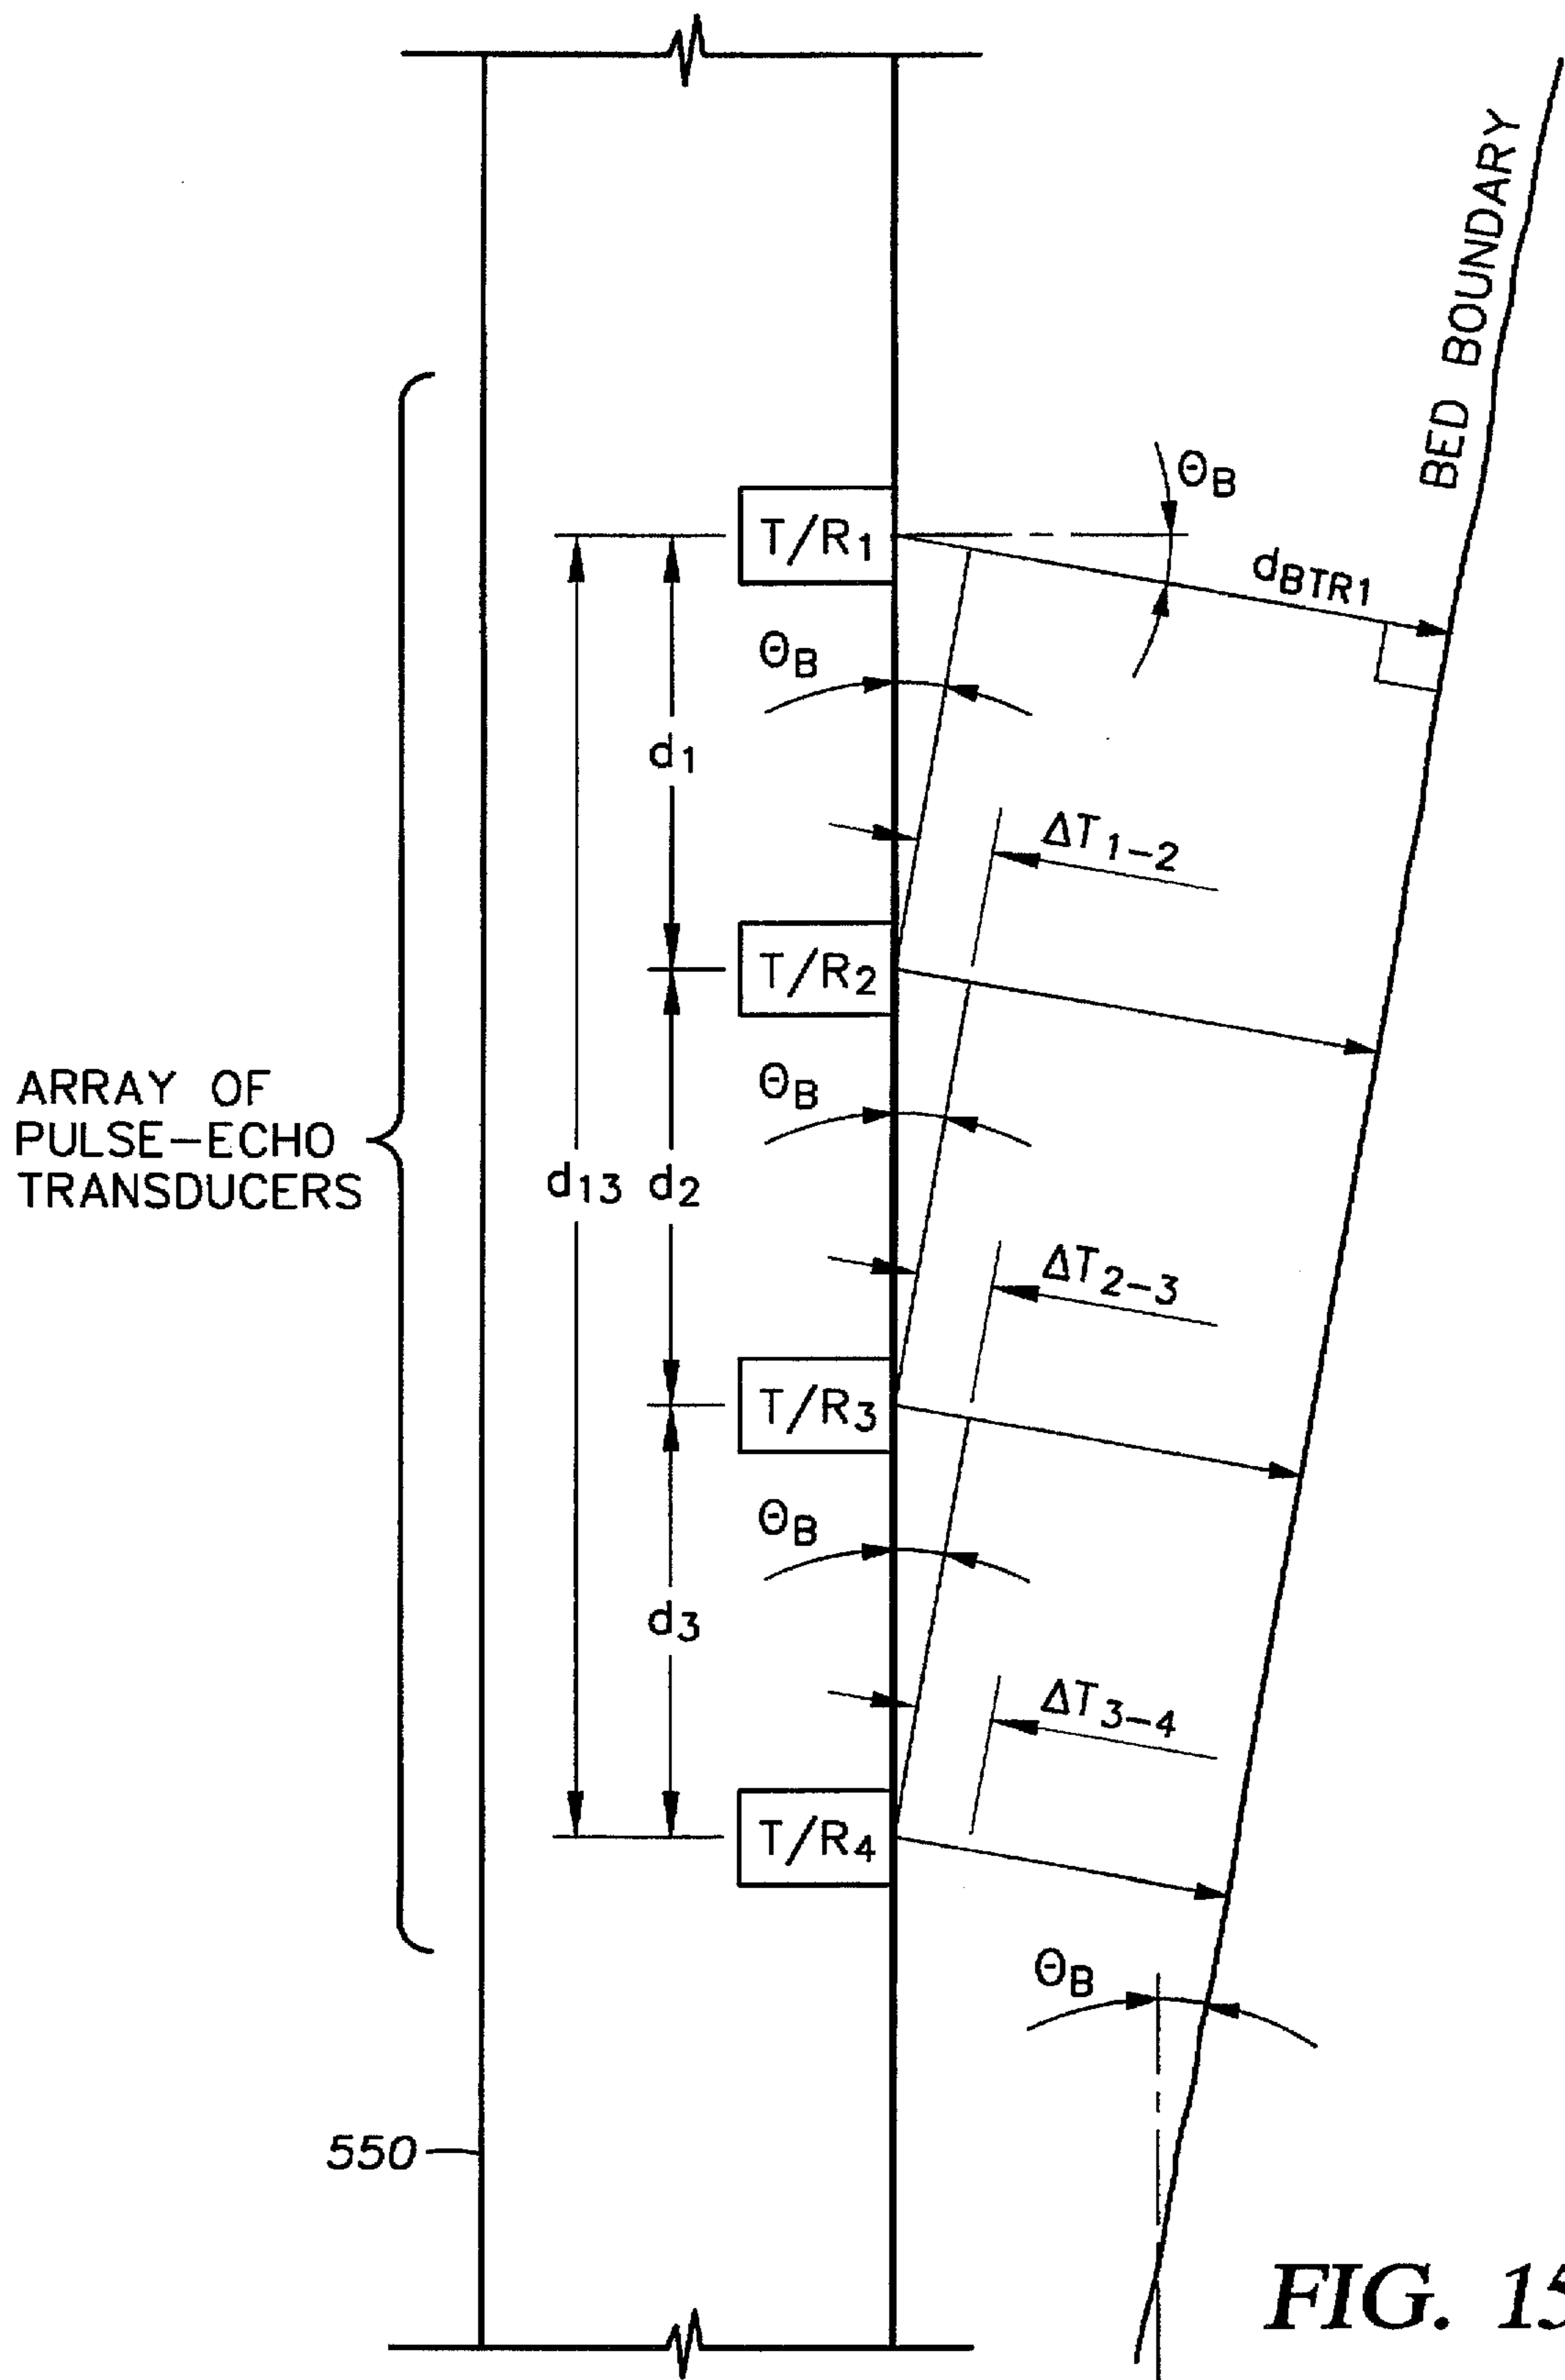 BED BOUNDARY
ΘB
T/R1
dBTR1
ΘB
d1
ΔT1-2
T/R2
ARRAY OF
PULSE-ECHO
TRANSDUCERS
ΘB
d13 d2
ΔT2-3
T/R3
ΘB
d3
ΔT3-4
T/R4
ΘB
550
FIG. 15